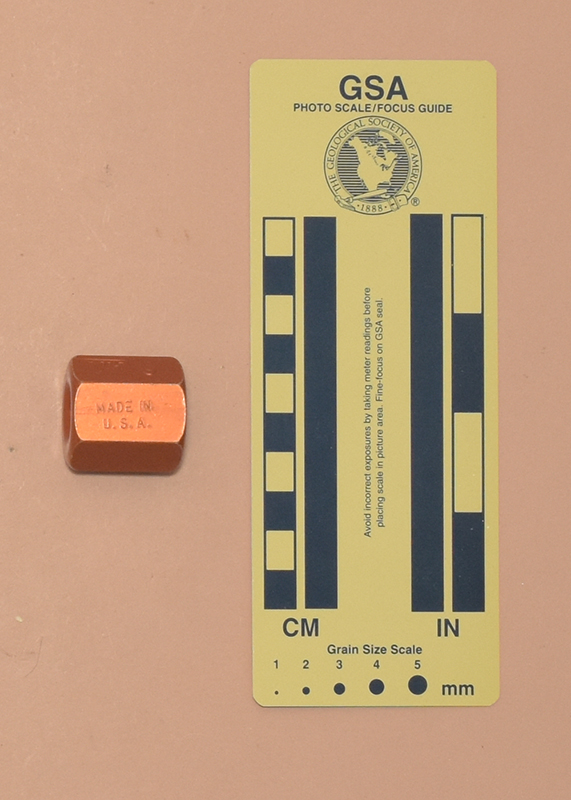 GSA
PHOTO SCALE/FOCUS GUIDE
THE GEOLOGICAL SOCIETY OF AMERICA
·1888·
®
Avoid incorrect exposures by taking meter readings before
placing scale in picture area. Fine-focus on GSA seal.
MADE IN
U.S.A.
CM
IN
Grain Size Scale
1 2 3 4 5
mm